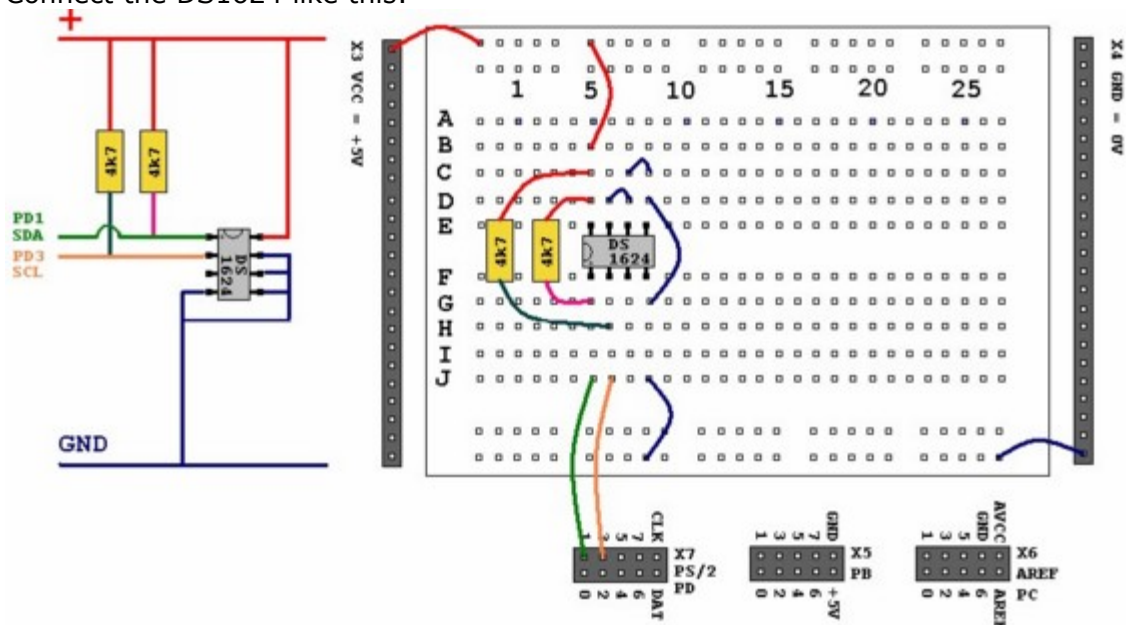 Connect the DS1624 like this:
+
4k7
4k7
PD1
SDA
PD3
SCL
DS
1624
GND
X3 VCC = +5V
1 5 10 15 20 25
A
B
C
D
E
F
G
H
I
J
4k7
4k7
DS
1624
X4 GND = 0V
1 3 5 7 CLK
X7
PS/2
PD
0 2 4 6 DAT
1 3 5 7 GND
X5
PB
0 2 4 6 +5V
1 3 5 GND AVCC
X6
AREF
PC
0 2 4 6 AREF